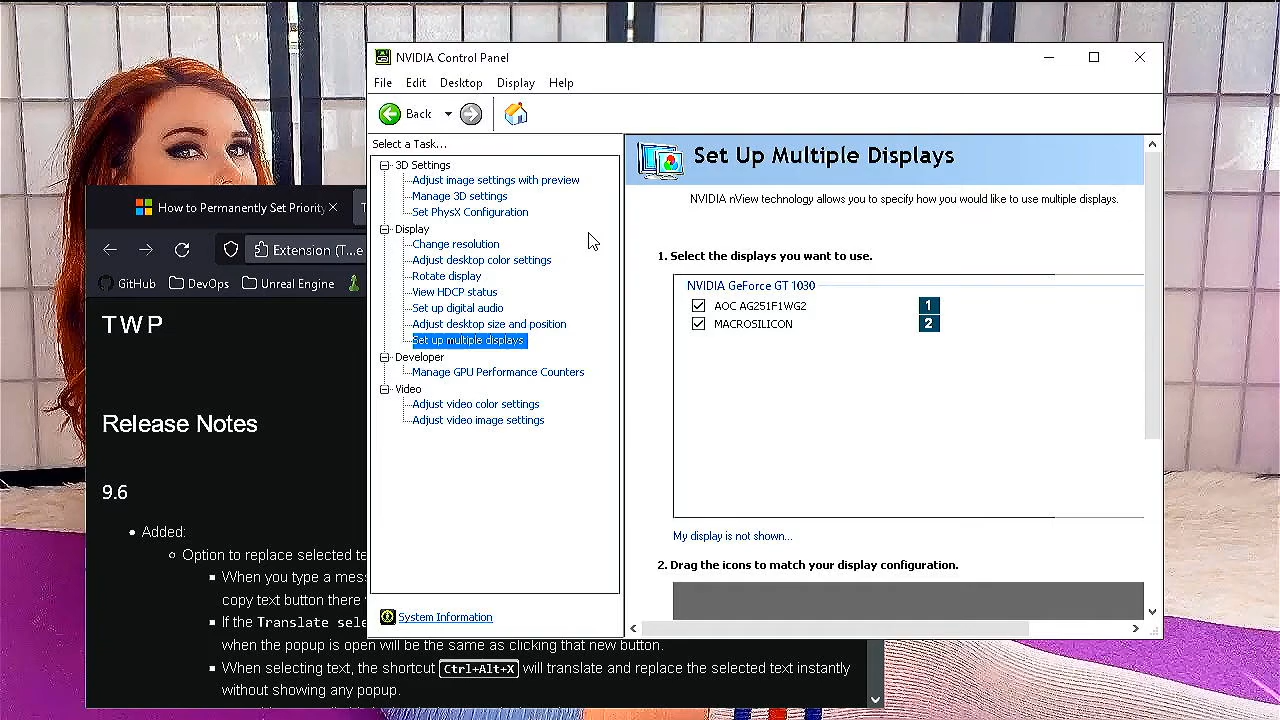 NVIDIA Control Panel
File Edit Desktop Display Help
Back
Select a Task...
3D Settings
Adjust image settings with preview
Manage 3D settings
Set PhysX Configuration
Display
Change resolution
Adjust desktop color settings
Rotate display
View HDCP status
Set up digital audio
Adjust desktop size and position
Set up multiple displays
Developer
Manage GPU Performance Counters
Video
Adjust video color settings
Adjust video image settings
System Information
Set Up Multiple Displays
NVIDIA nView technology allows you to specify how you would like to use multiple displays.
1. Select the displays you want to use.
NVIDIA GeForce GT 1030
AOC AG251F1WG2 1
MACROSILICON 2
My display is not shown...
2. Drag the icons to match your display configuration.
How to Permanently Set Priority
Extension (T...e
GitHub DevOps Unreal Engine
TWP
Release Notes
9.6
Added:
Option to replace selected te
When you type a mess
copy text button there
If the Translate sele
when the popup is open will be the same as clicking that new button.
When selecting text, the shortcut Ctrl+Alt+X will translate and replace the selected text instantly
without showing any popup.